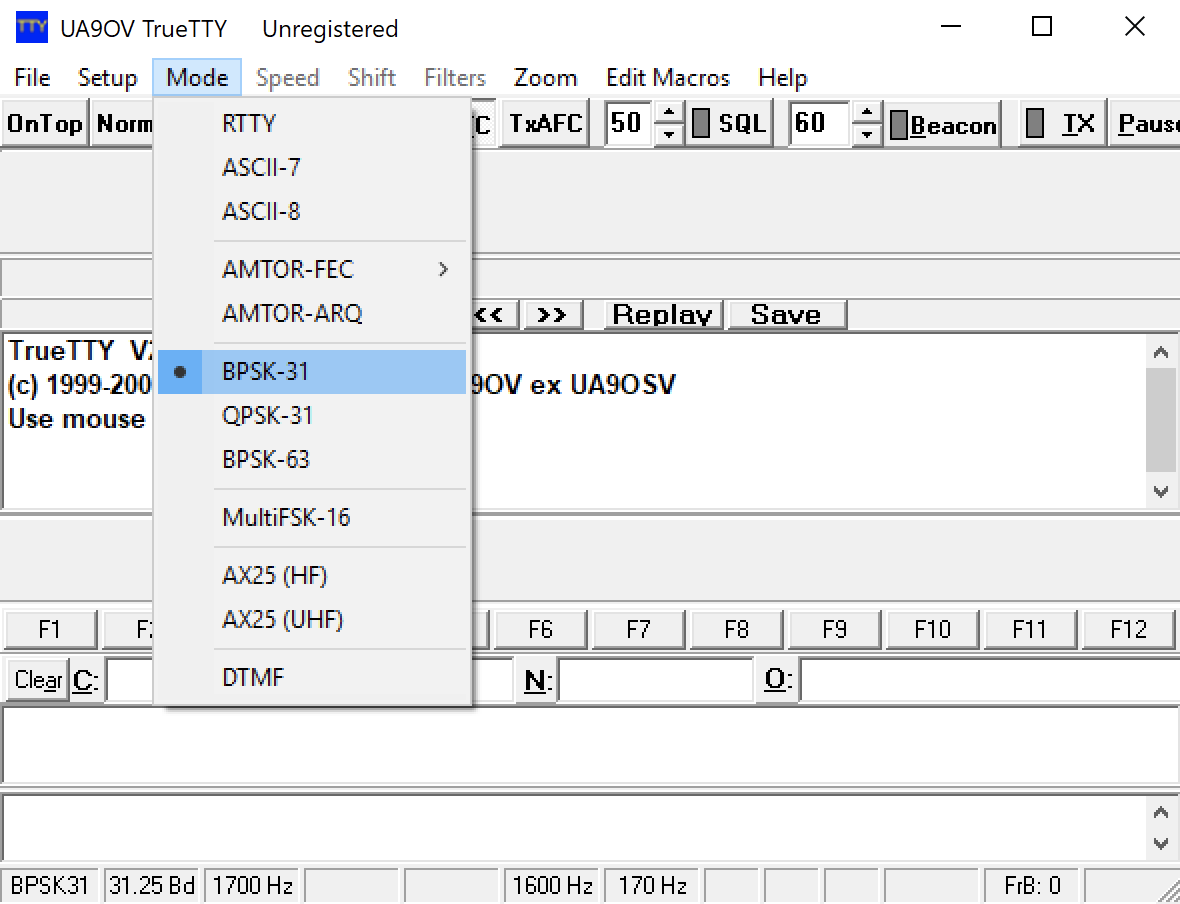 TTY UA9OV TrueTTY Unregistered
File Setup Mode Speed Shift Filters Zoom Edit Macros Help
OnTop Norm C TxAFC 50 SQL 60 Beacon TX Pause
RTTY
ASCII-7
ASCII-8
AMTOR-FEC
AMTOR-ARQ
<< >> Replay Save
TrueTTY V2
(c) 1999-200 9OV ex UA9OSV
Use mouse
BPSK-31
QPSK-31
BPSK-63
MultiFSK-16
AX25 (HF)
AX25 (UHF)
DTMF
F1 F2 F6 F7 F8 F9 F10 F11 F12
Clear C: N: O:
BPSK31 31.25 Bd 1700 Hz 1600 Hz 170 Hz FrB: 0